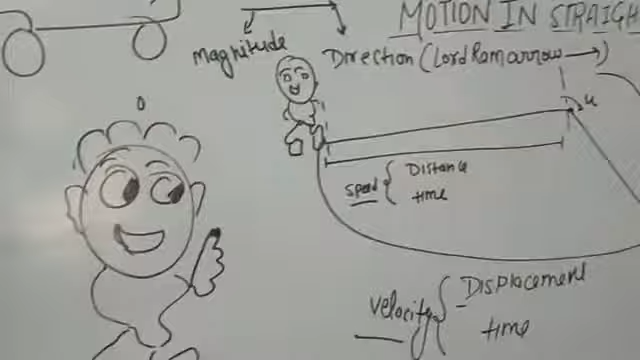 MOTION IN STRAIGH
Magnitude
Direction (Lord Ram arrow →)
u
speed { Distance
time
Velocity { Displacement
time